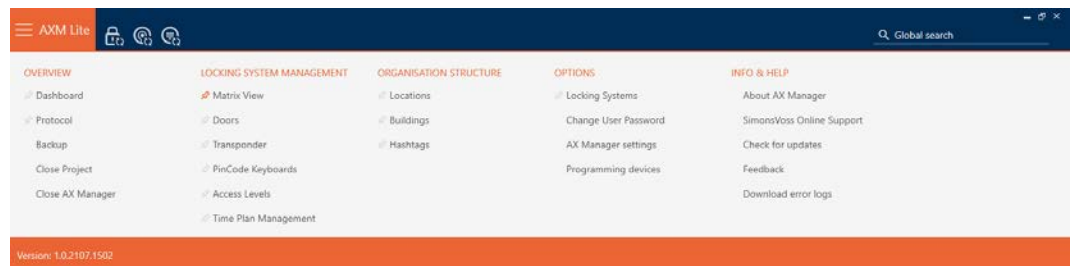 AXM Lite
Global search
OVERVIEW
Dashboard
Protocol
Backup
Close Project
Close AX Manager
LOCKING SYSTEM MANAGEMENT
Matrix View
Doors
Transponder
PinCode Keyboards
Access Levels
Time Plan Management
ORGANISATION STRUCTURE
Locations
Buildings
Hashtags
OPTIONS
Locking Systems
Change User Password
AX Manager settings
Programming devices
INFO & HELP
About AX Manager
SimonsVoss Online Support
Check for updates
Feedback
Download error logs
Version: 1.0.2107.1502